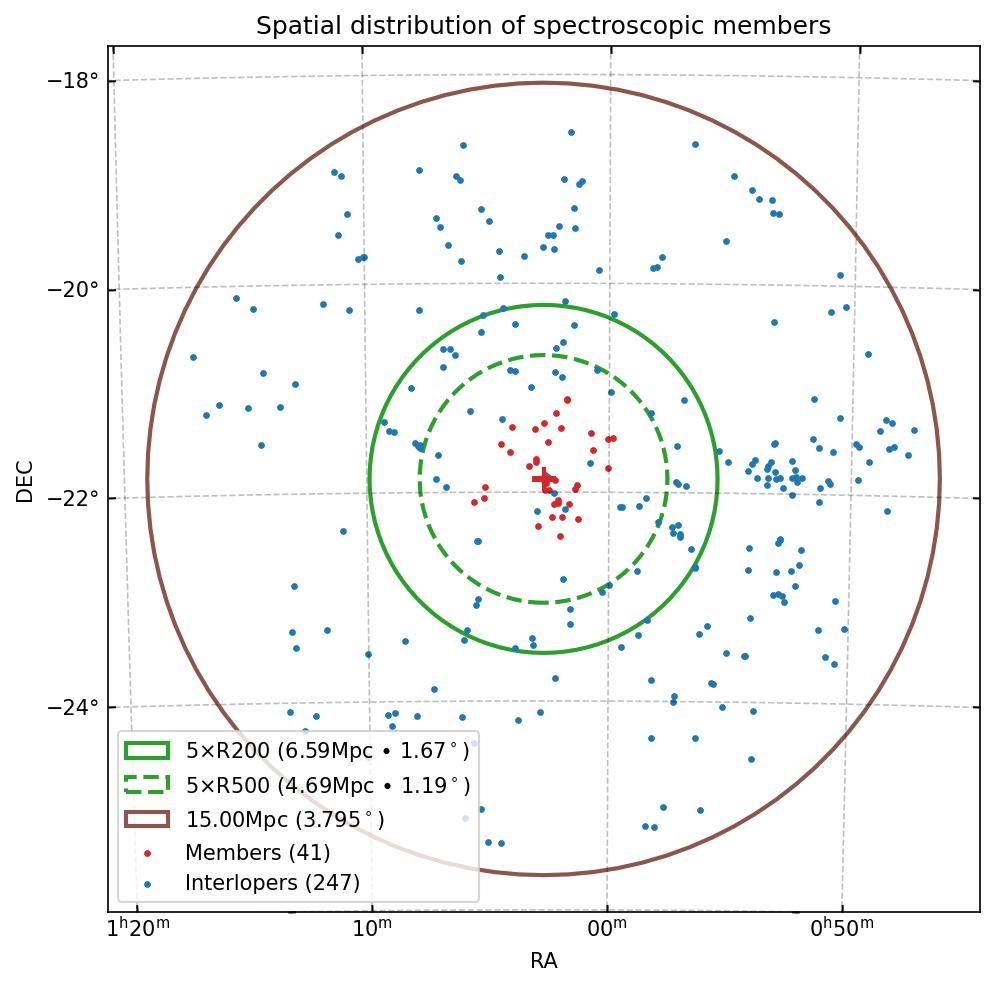 Spatial distribution of spectroscopic members
−18°
−20°
−22°
−24°
DEC
5×R200 (6.59Mpc • 1.67°)
5×R500 (4.69Mpc • 1.19°)
15.00Mpc (3.795°)
Members (41)
Interlopers (247)
1ʰ20ᵐ 10ᵐ 00ᵐ 0ʰ50ᵐ
RA